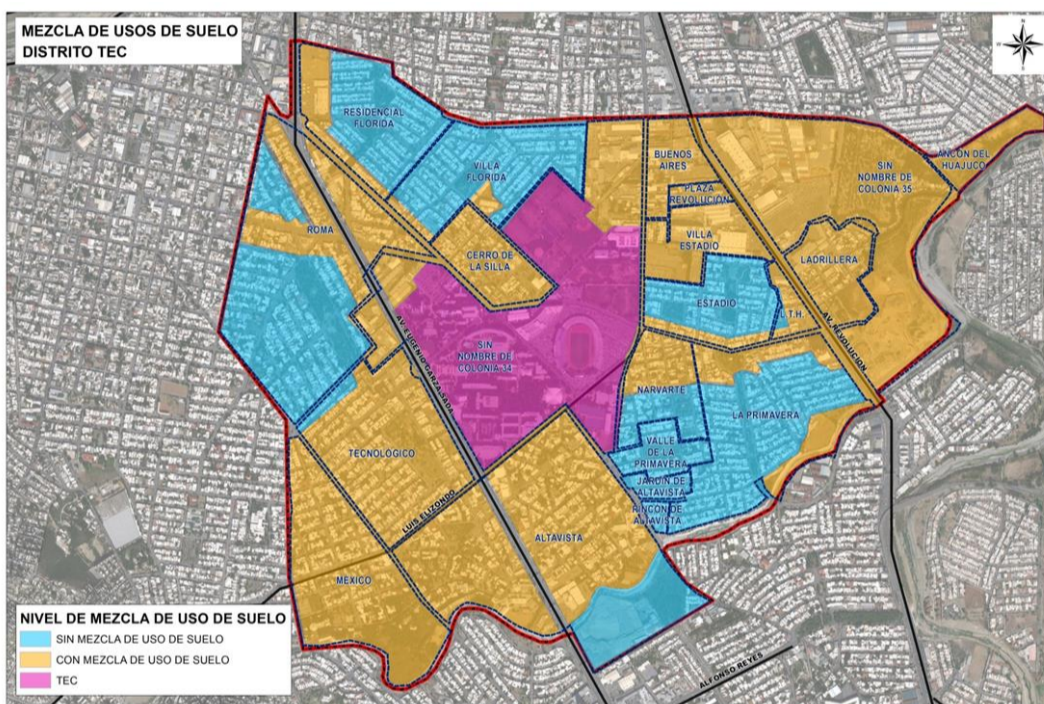 MEZCLA DE USOS DE SUELO
DISTRITO TEC
RESIDENCIAL
FLORIDA
VILLA
FLORIDA
BUENOS
AIRES
PLAZA
REVOLUCION
SIN
NOMBRE DE
COLONIA 35
ANCON DEL
HUAJUCO
ROMA
CERRO DE
LA SILLA
VILLA
ESTADIO
LADRILLERA
ESTADIO
I.T.H.
AV. REVOLUCION
AV. EUGENIO GARZA SADA
SIN
NOMBRE DE
COLONIA 34
NARVARTE
LA PRIMAVERA
VALLE
DE LA
PRIMAVERA
JARDIN DE
ALTAVISTA
RINCON DE
ALTAVISTA
TECNOLÓGICO
LUIS ELIZONDO
ALTAVISTA
MEXICO
ALFONSO REYES
NIVEL DE MEZCLA DE USO DE SUELO
SIN MEZCLA DE USO DE SUELO
CON MEZCLA DE USO DE SUELO
TEC